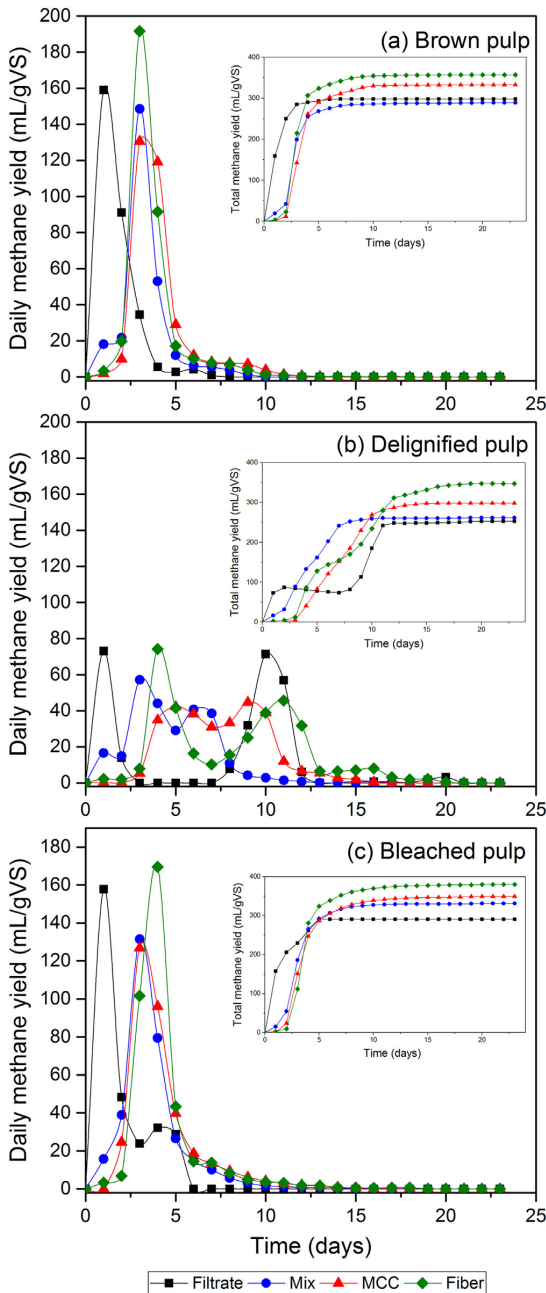 (a) Brown pulp
Daily methane yield (mL/gVS)
200
180
160
140
120
100
80
60
40
20
0
0 5 10 15 20 25
Total methane yield (mL/gVS)
400
300
200
100
0
0 5 10 15 20
Time (days)
(b) Delignified pulp
Daily methane yield (mL/gVS)
200
180
160
140
120
100
80
60
40
20
0
0 5 10 15 20 25
Total methane yield (mL/gVS)
400
300
200
100
0
0 5 10 15 20
Time (days)
(c) Bleached pulp
Daily methane yield (mL/gVS)
180
160
140
120
100
80
60
40
20
0
0 5 10 15 20 25
Total methane yield (mL/gVS)
400
300
200
100
0
0 5 10 15 20
Time (days)
Time (days)
Filtrate Mix MCC Fiber